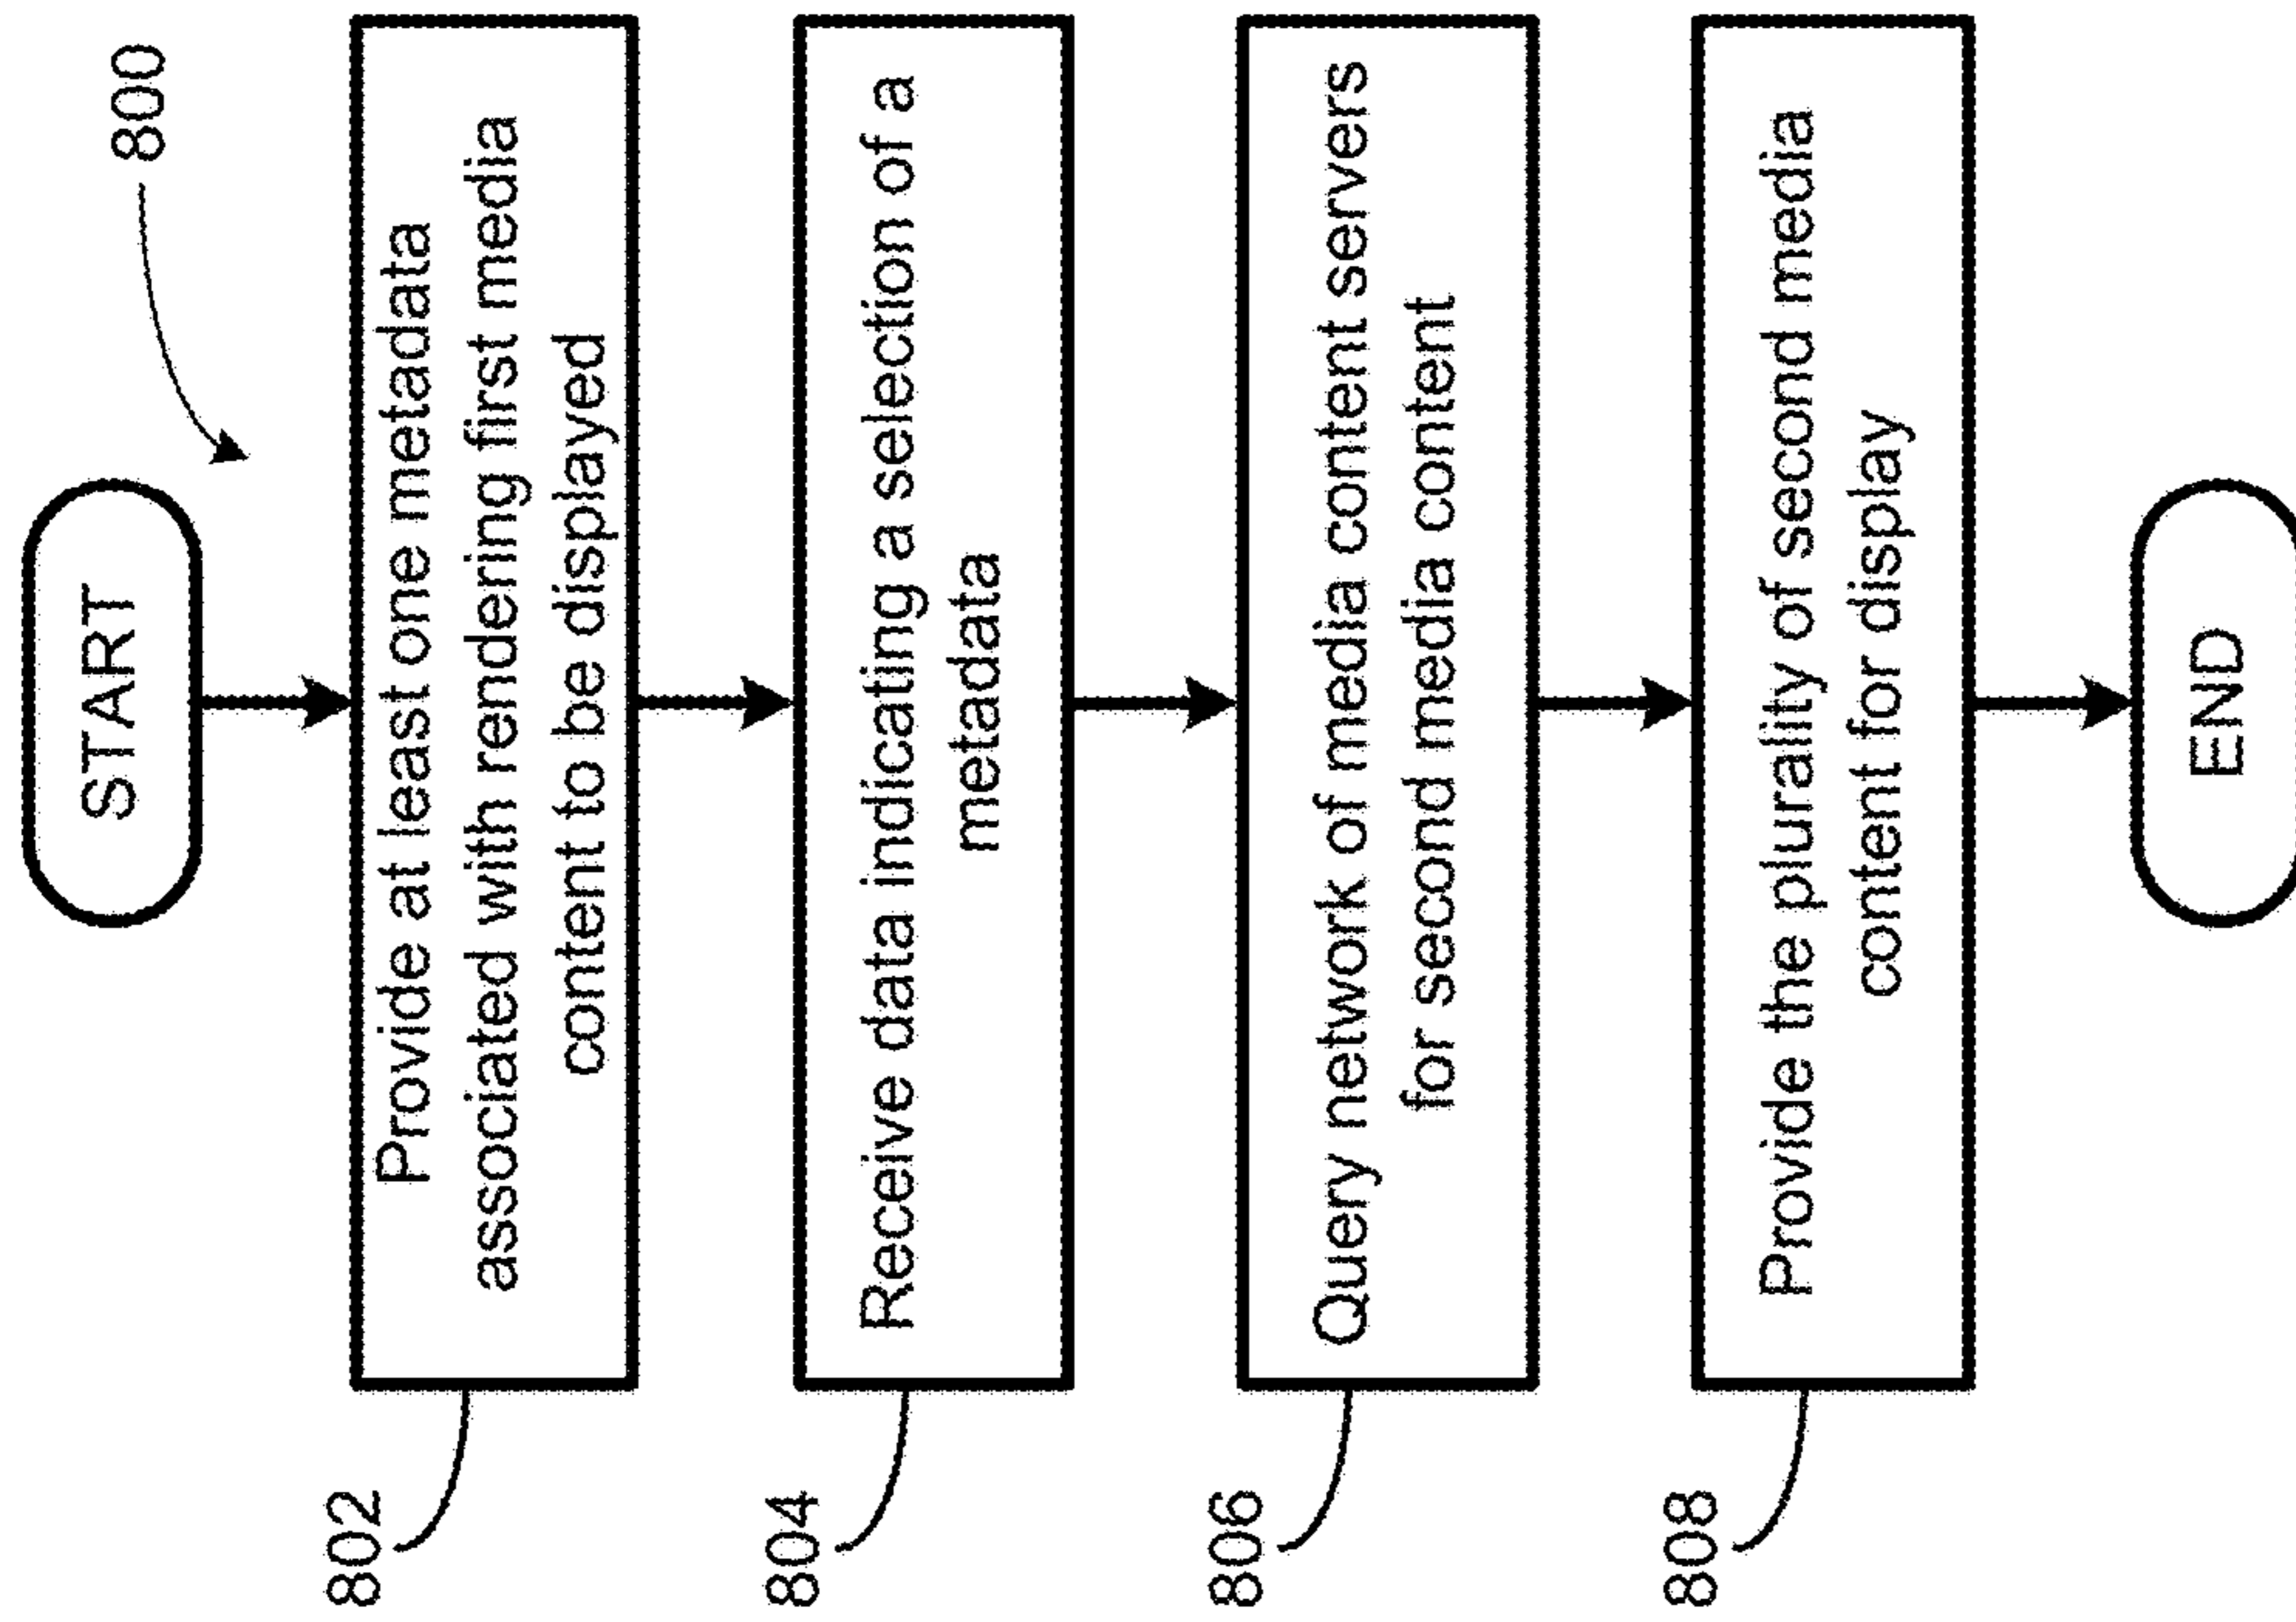 800
START
802
Provide at least one metadata
associated with rendering first media
content to be displayed
804
Receive data indicating a selection of a
metadata
806
Query network of media content servers
for second media content
808
Provide the plurality of second media
content for display
END